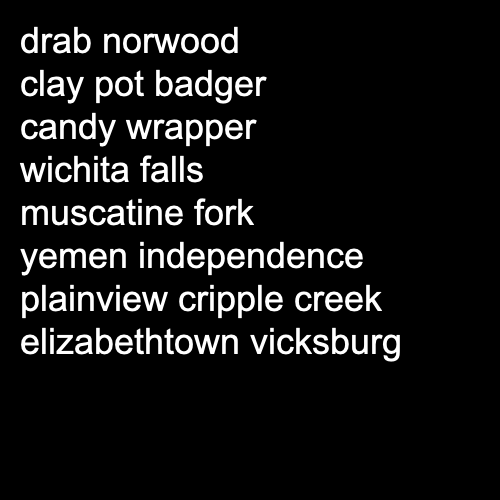 drab norwood
clay pot badger
candy wrapper
wichita falls
muscatine fork
yemen independence
plainview cripple creek
elizabethtown vicksburg